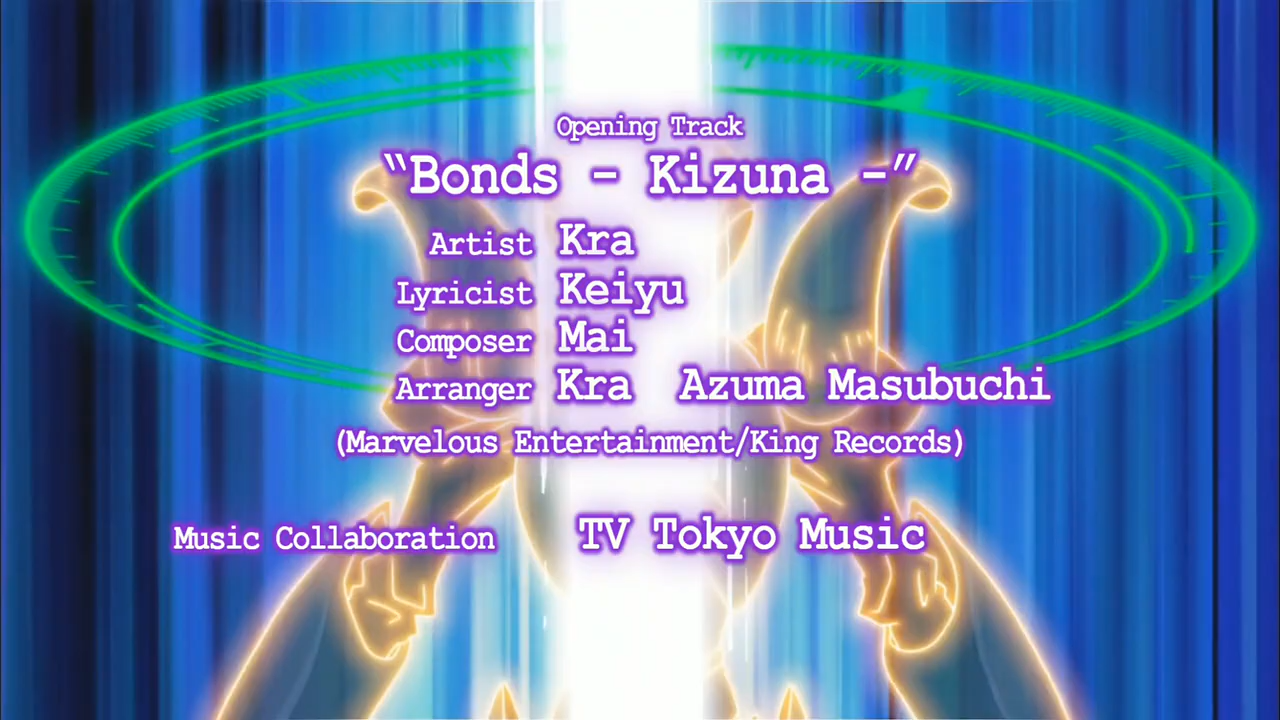 Opening Track
“Bonds - Kizuna -”
Artist Kra
Lyricist Keiyu
Composer Mai
Arranger Kra Azuma Masubuchi
(Marvelous Entertainment/King Records)
Music Collaboration TV Tokyo Music